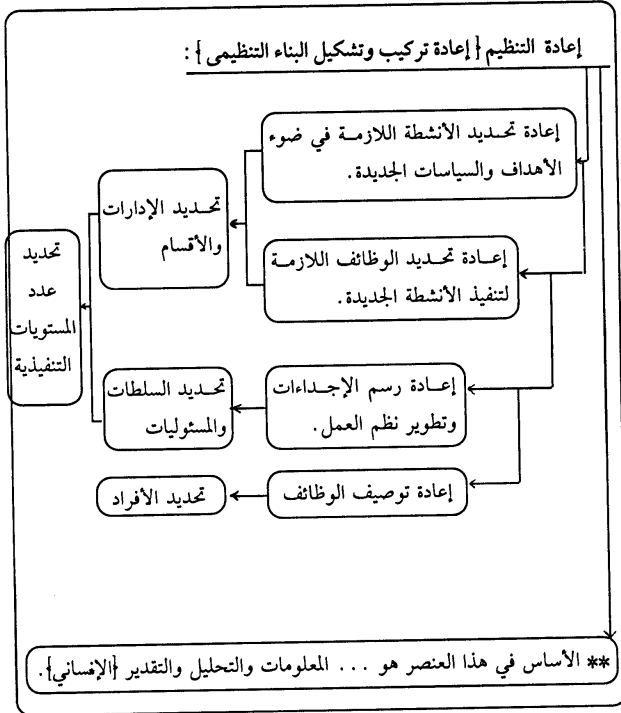 إعادة التنظيم {إعادة تركيب وتشكيل البناء التنظيمى}:
إعادة تحديد الأنشطة اللازمة في ضوء
الأهداف والسياسات الجديدة.
تحديد الإدارات
والأقسام
إعادة تحديد الوظائف اللازمة
لتنفيذ الأنشطة الجديدة.
تحديد
عدد
المستويات
التنفيذية
إعادة رسم الإجداءات
وتطوير نظم العمل.
تحديد السلطات
والمسئوليات
إعادة توصيف الوظائف
تحديد الأفراد
** الأساس في هذا العنصر هو ... المعلومات والتحليل والتقدير {الإفساني}.